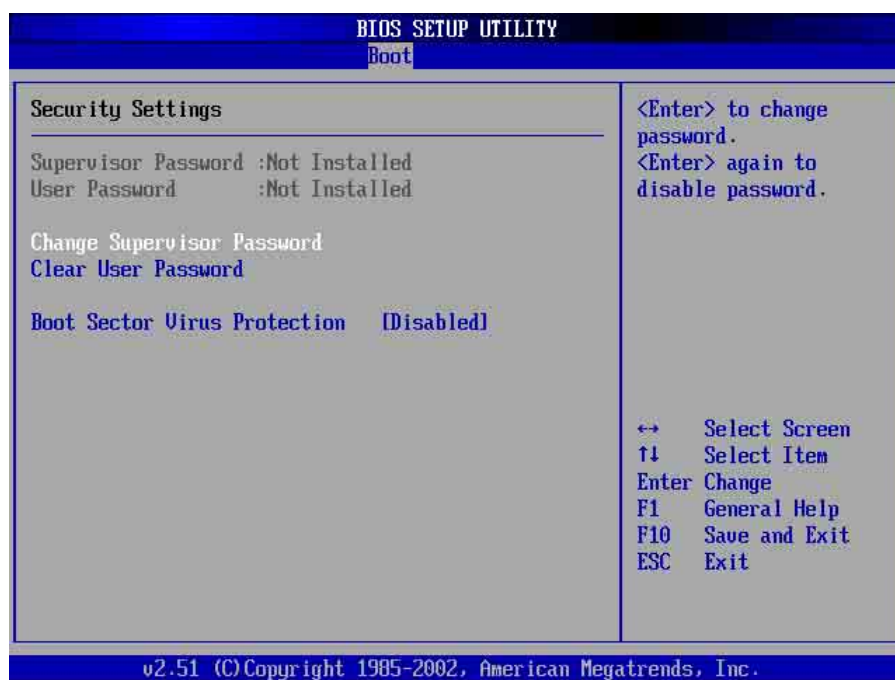 BIOS SETUP UTILITY
Boot
Security Settings
Supervisor Password :Not Installed
User Password :Not Installed
Change Supervisor Password
Clear User Password
Boot Sector Virus Protection [Disabled]
<Enter> to change
password.
<Enter> again to
disable password.
↔ Select Screen
↑↓ Select Item
Enter Change
F1 General Help
F10 Save and Exit
ESC Exit
v2.51 (C)Copyright 1985-2002, American Megatrends, Inc.